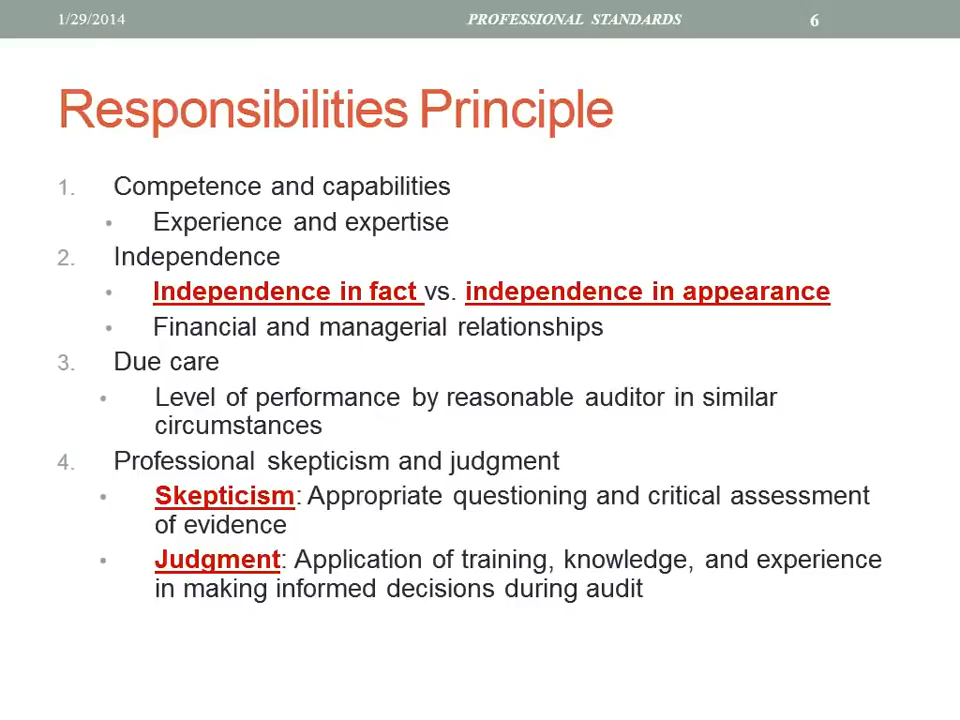 1/29/2014 PROFESSIONAL STANDARDS 6
Responsibilities Principle
1. Competence and capabilities
• Experience and expertise
2. Independence
• Independence in fact vs. independence in appearance
• Financial and managerial relationships
3. Due care
• Level of performance by reasonable auditor in similar
circumstances
4. Professional skepticism and judgment
• Skepticism: Appropriate questioning and critical assessment
of evidence
• Judgment: Application of training, knowledge, and experience
in making informed decisions during audit